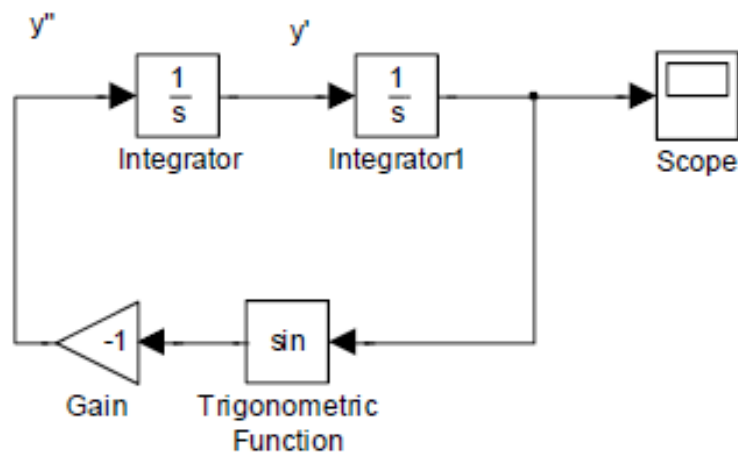 y"
y'
1
s
1
s
Integrator
Integrator1
Scope
-1
sin
Gain
Trigonometric
Function